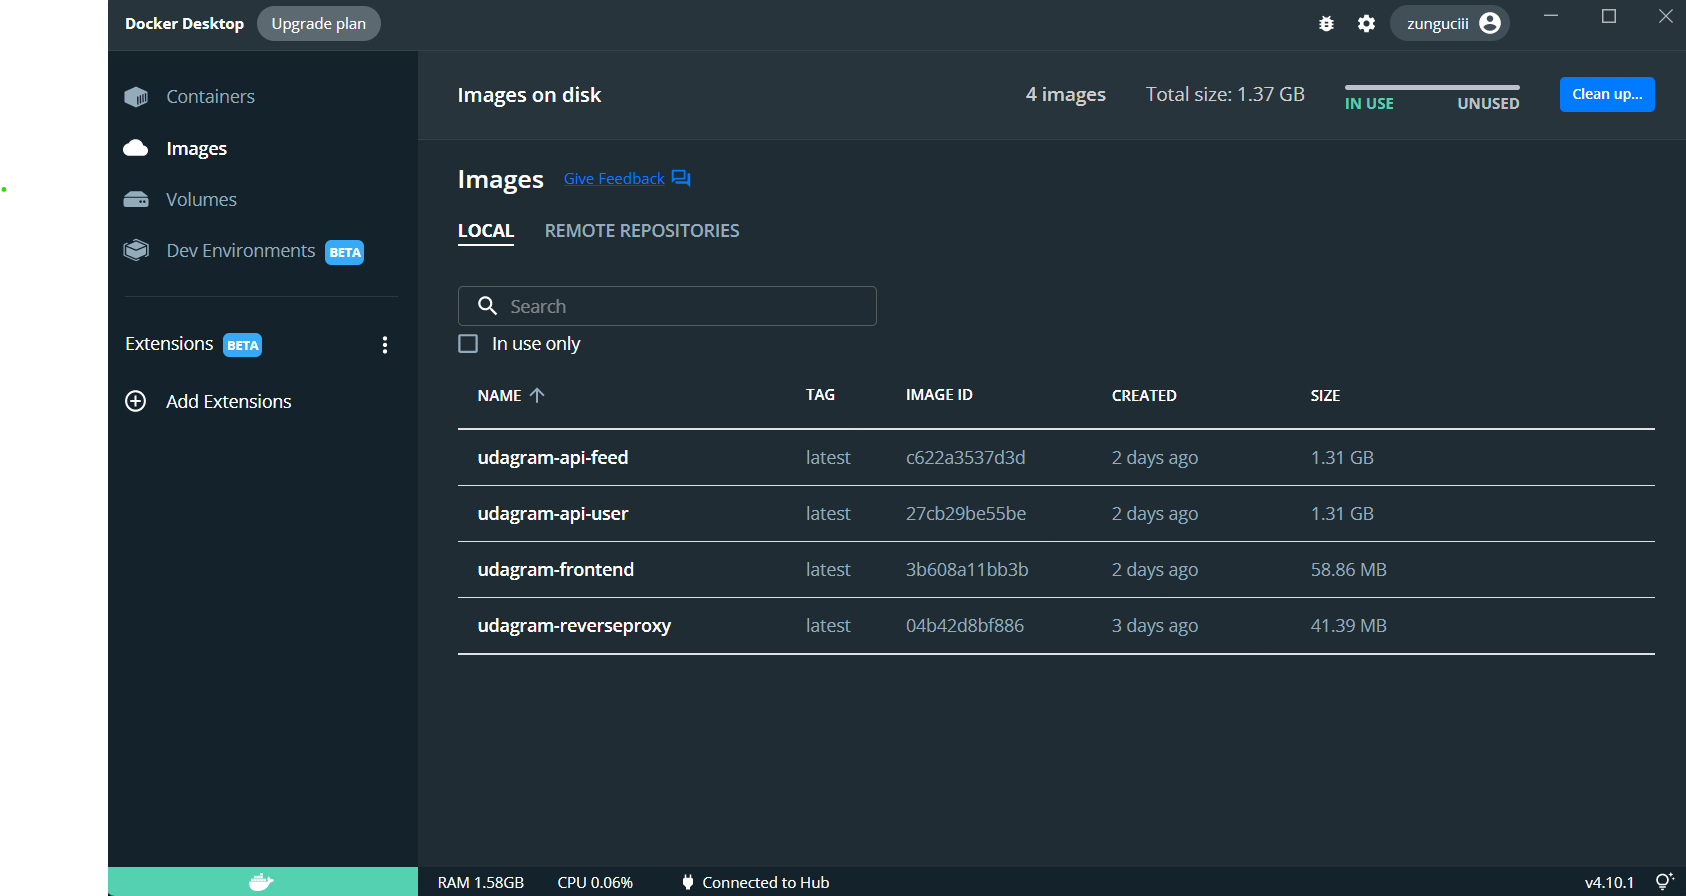 Docker Desktop Upgrade plan zunguciii
Containers
Images
Volumes
Dev Environments BETA
Extensions BETA
Add Extensions
Images on disk 4 images Total size: 1.37 GB IN USE UNUSED Clean up...
Images Give Feedback
LOCAL REMOTE REPOSITORIES
Search
In use only
NAME TAG IMAGE ID CREATED SIZE
udagram-api-feed latest c622a3537d3d 2 days ago 1.31 GB
udagram-api-user latest 27cb29be55be 2 days ago 1.31 GB
udagram-frontend latest 3b608a11bb3b 2 days ago 58.86 MB
udagram-reverseproxy latest 04b42d8bf886 3 days ago 41.39 MB
RAM 1.58GB CPU 0.06% Connected to Hub v4.10.1